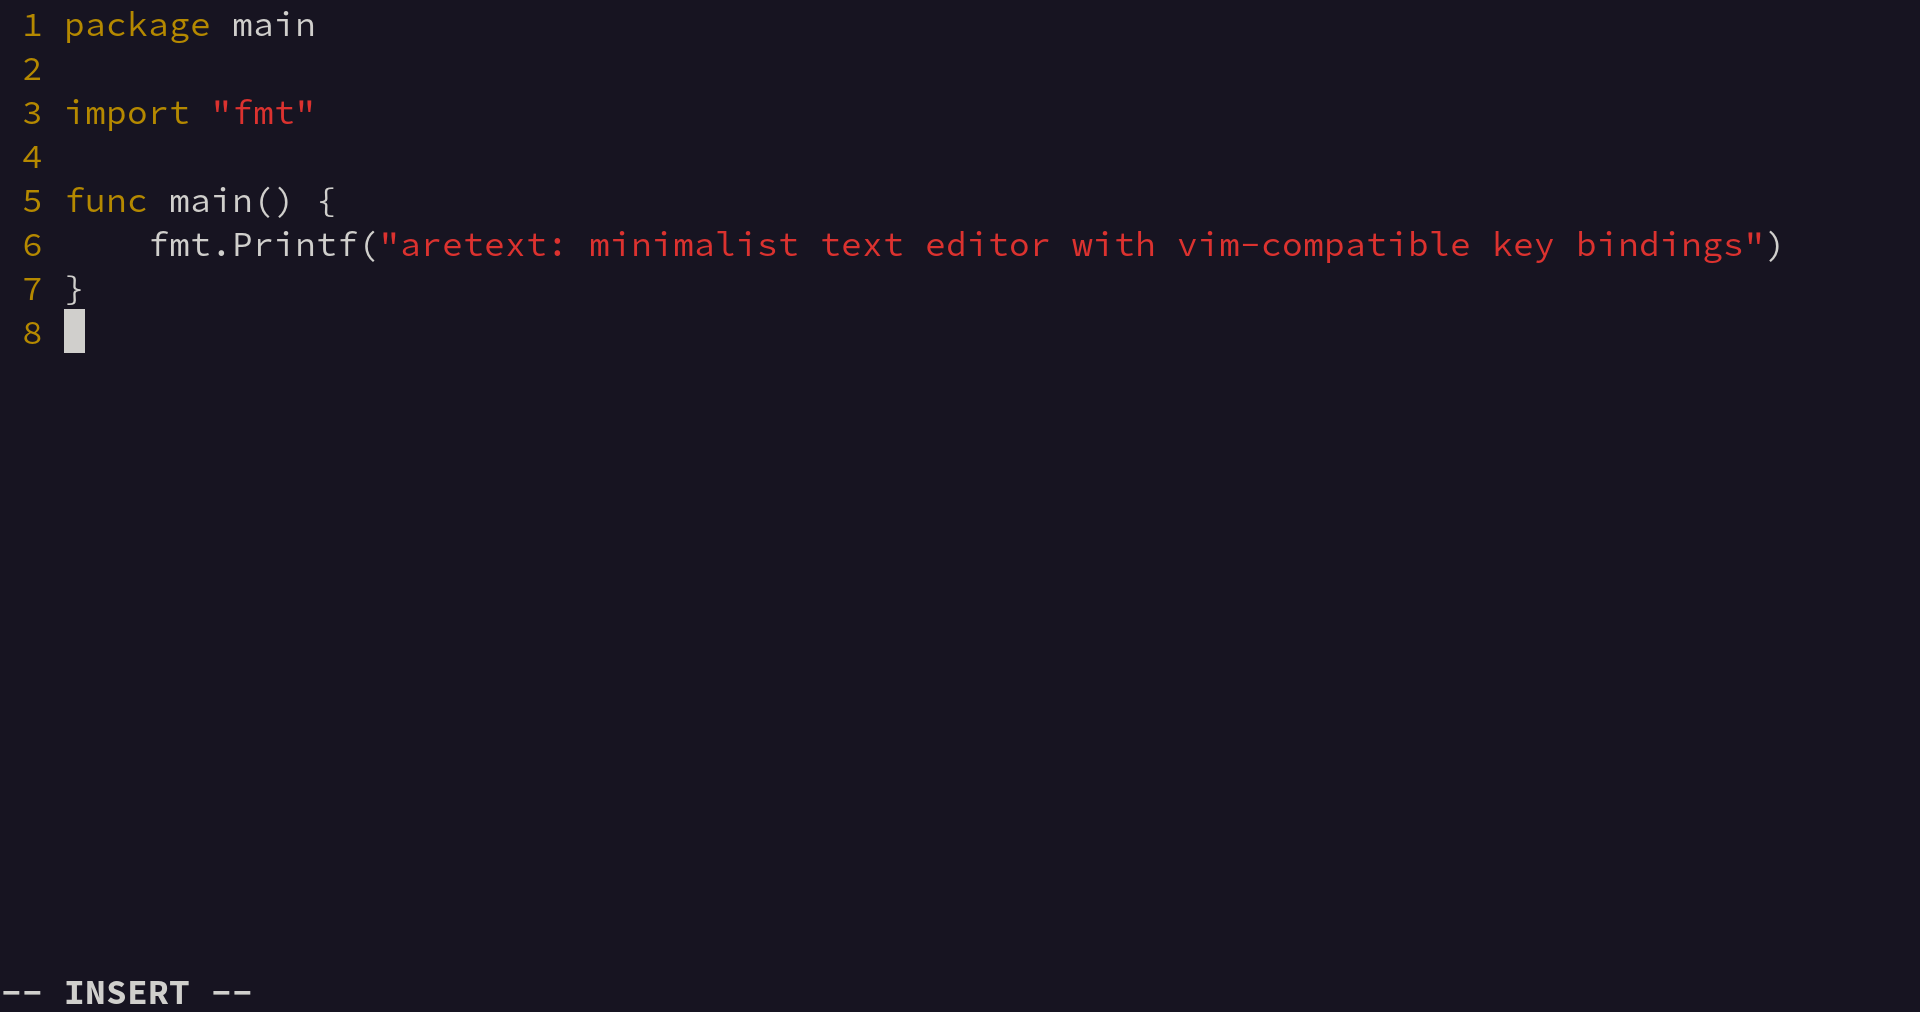 1 package main
2
3 import "fmt"
4
5 func main() {
6     fmt.Printf("aretext: minimalist text editor with vim-compatible key bindings")
7 }
8
-- INSERT --